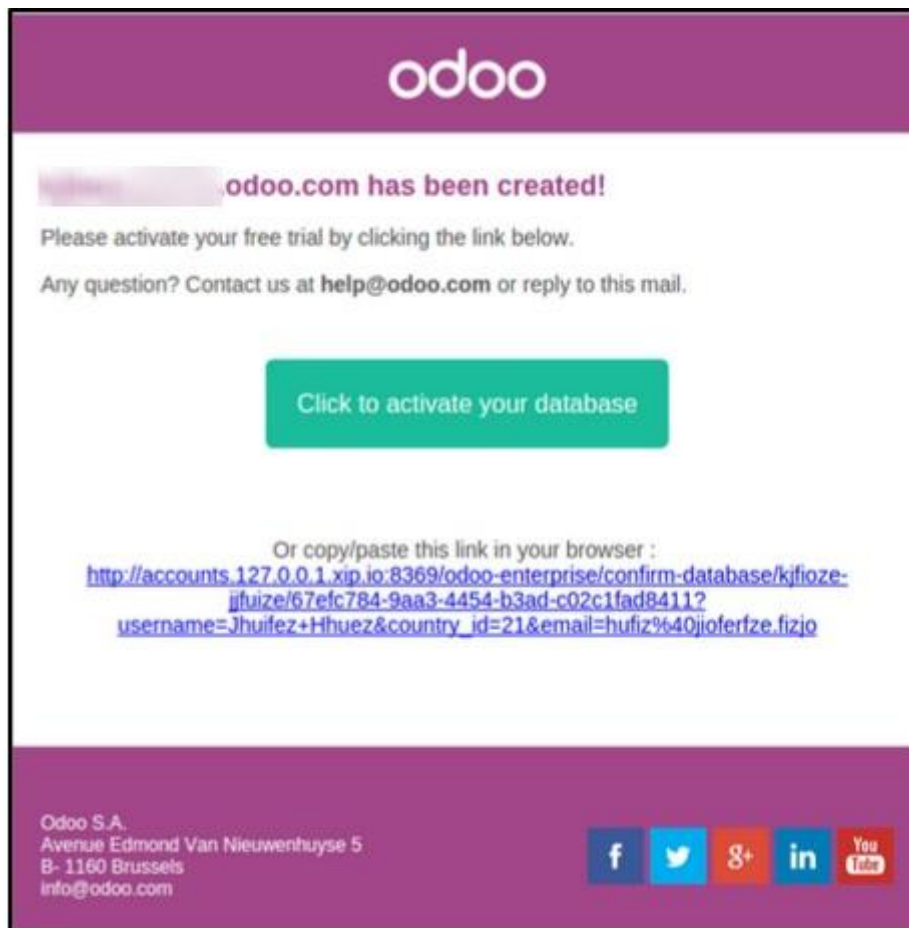 odoo
.odoo.com has been created!
Please activate your free trial by clicking the link below.
Any question? Contact us at help@odoo.com or reply to this mail.
Click to activate your database
Or copy/paste this link in your browser :
http://accounts.127.0.0.1.xip.io:8369/odoo-enterprise/confirm-database/kjfioze-
jjfuize/67efc784-9aa3-4454-b3ad-c02c1fad8411?
username=Jhuifez+Hhuez&country_id=21&email=hufiz%40jioferfze.fizjo
Odoo S.A.
Avenue Edmond Van Nieuwenhuyse 5
B- 1160 Brussels
info@odoo.com
f
8+
in
You
Tube